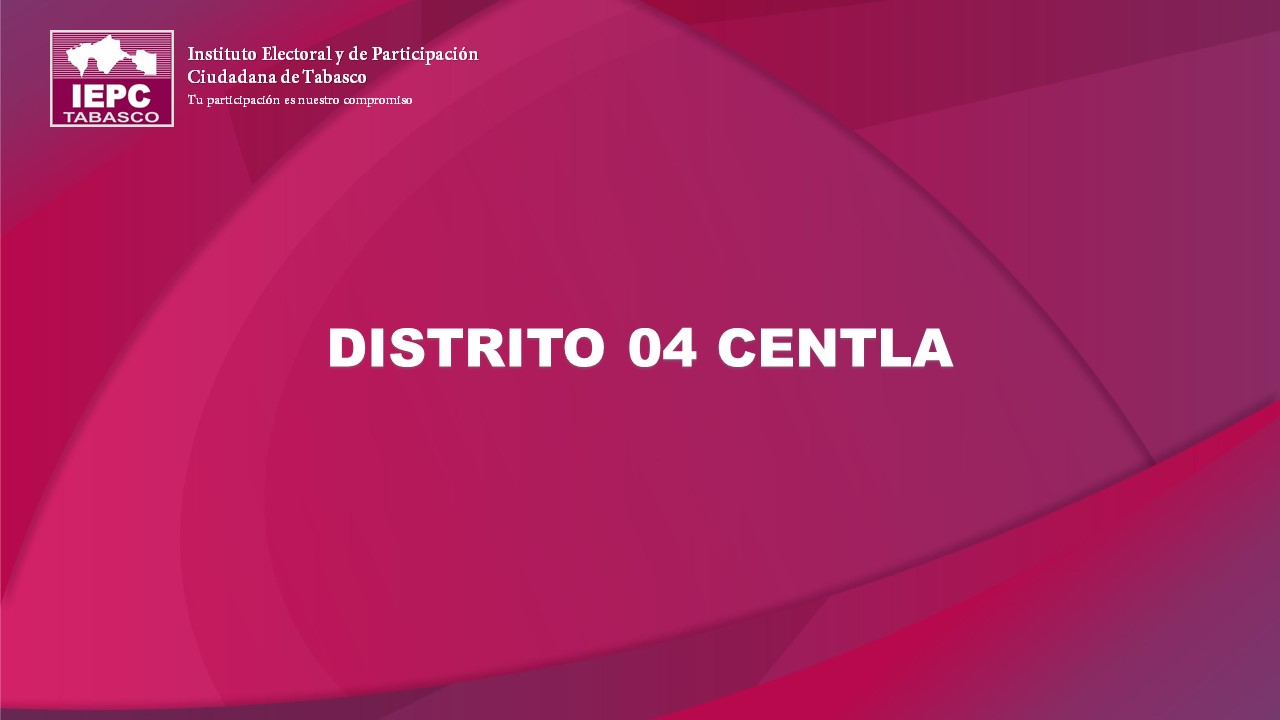 IEPC
TABASCO
Instituto Electoral y de Participación
Ciudadana de Tabasco
Tu participación es nuestro compromiso
DISTRITO 04 CENTLA